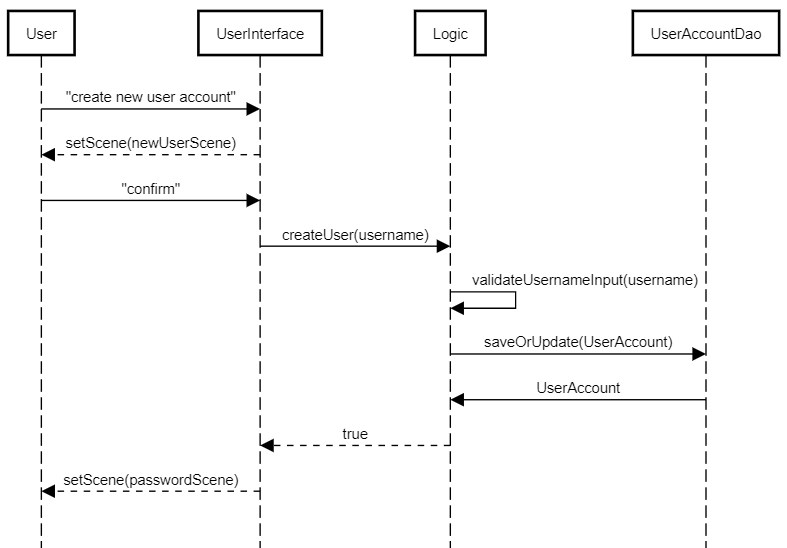 User
UserInterface
Logic
UserAccountDao
"create new user account"
setScene(newUserScene)
"confirm"
createUser(username)
validateUsernameInput(username)
saveOrUpdate(UserAccount)
UserAccount
true
setScene(passwordScene)